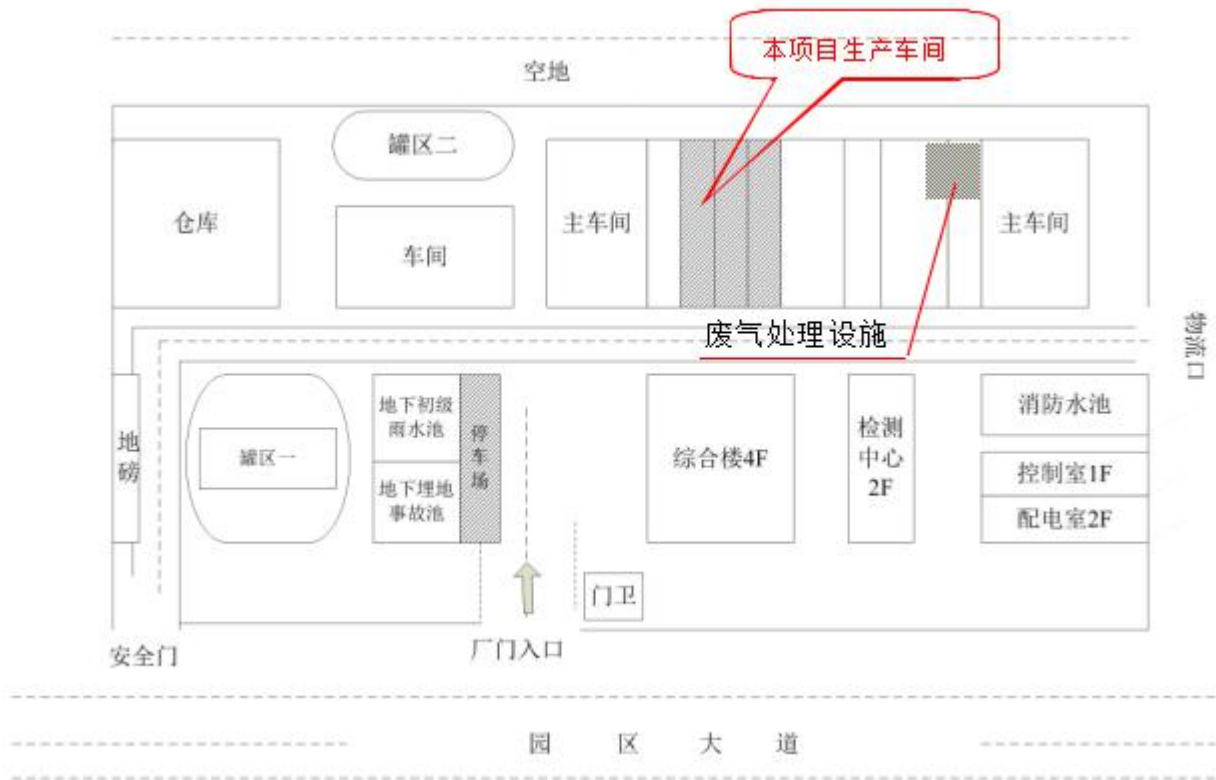 本项目生产车间
空地
罐区二
仓库
车间
主车间
主车间
废气处理设施
物流口
地磅
罐区一
地下初级
雨水池
地下埋地
事故池
停车场
综合楼4F
检测
中心
2F
消防水池
控制室1F
配电室2F
门卫
安全门
厂门入口
园区大道